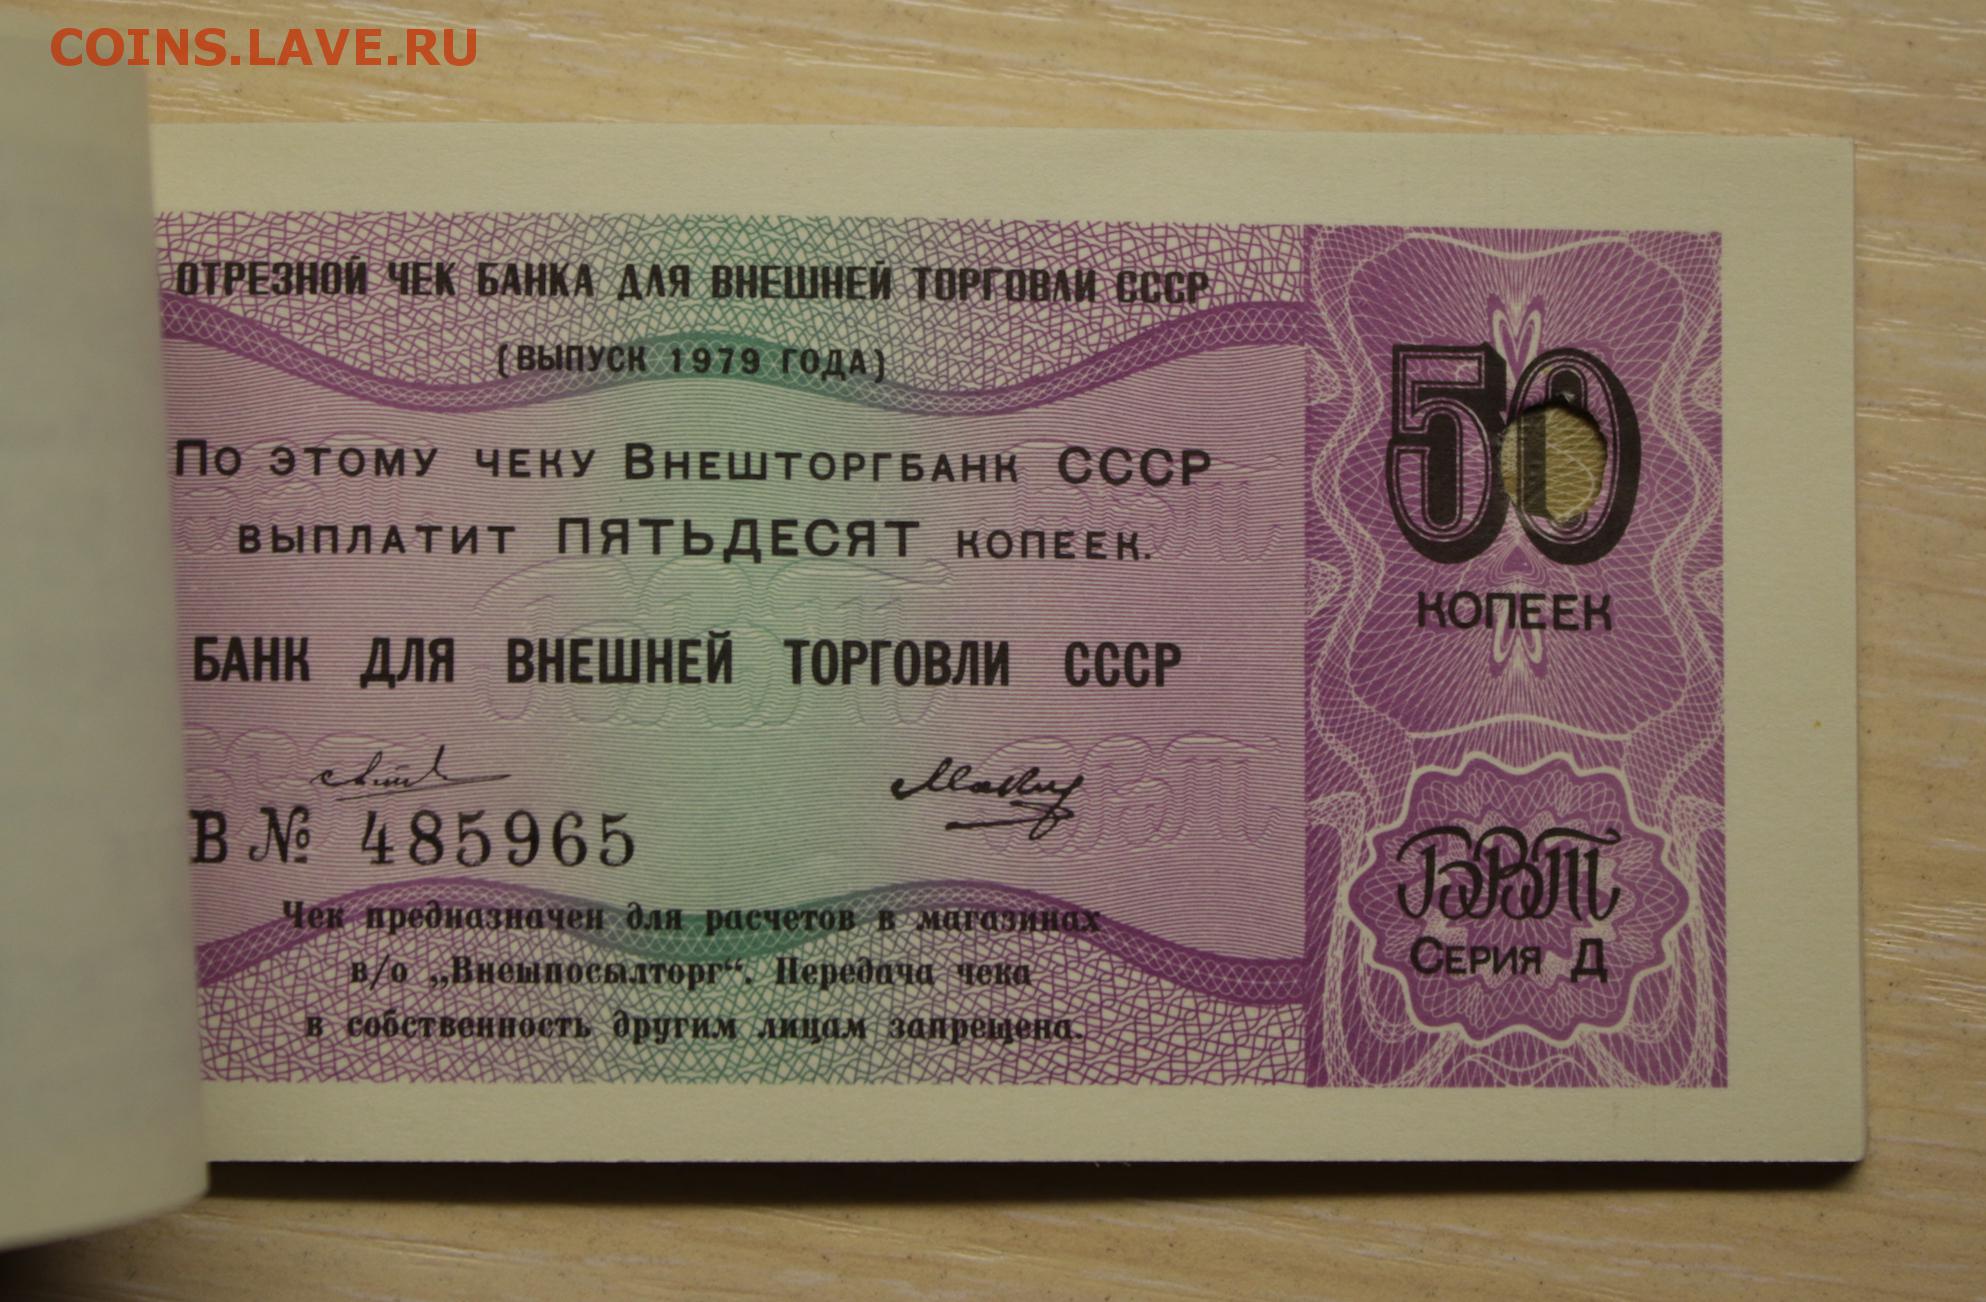 COINS.LAVE.RU
ОТРЕЗНОЙ ЧЕК БАНКА ДЛЯ ВНЕШНЕЙ ТОРГОВЛИ СССР
(ВЫПУСК 1979 ГОДА)
50
ПО ЭТОМУ ЧЕКУ ВНЕШТОРГБАНК СССР
ВЫПЛАТИТ ПЯТЬДЕСЯТ КОПЕЕК.
КОПЕЕК
БАНК ДЛЯ ВНЕШНЕЙ ТОРГОВЛИ СССР
В № 485965
БВТ
СЕРИЯ Д
Чек предназначен для расчетов в магазинах
в/о „Внешпосылторг“. Передача чека
в собственность другим лицам запрещена.